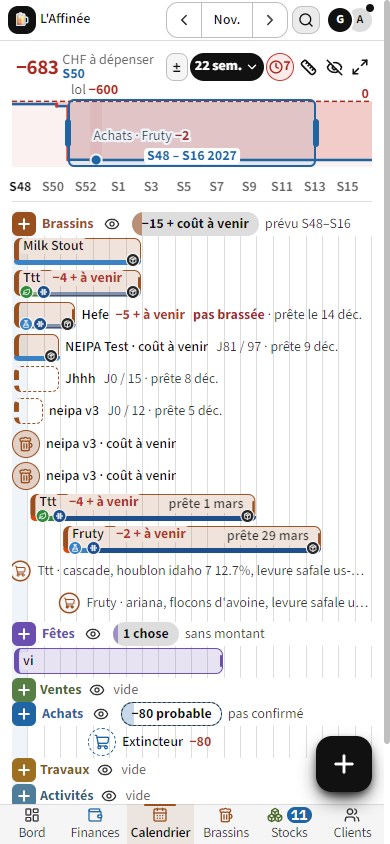 L'Affinée
Nov.
G A
−683 CHF à dépenser
S50
±
22 sem.
7
lol −600
0
Achats · Fruty −2
S48 – S16 2027
S48 S50 S52 S1 S3 S5 S7 S9 S11 S13 S15
Brassins −15 + coût à venir prévu S48–S16
Milk Stout
Ttt −4 + à venir
Hefe −5 + à venir pas brassée · prête le 14 déc.
NEIPA Test · coût à venir J81 / 97 · prête 9 déc.
Jhhh J0 / 15 · prête 8 déc.
neipa v3 J0 / 12 · prête 5 déc.
neipa v3 · coût à venir
neipa v3 · coût à venir
Ttt −4 + à venir prête 1 mars
Fruty −2 + à venir prête 29 mars
Ttt · cascade, houblon idaho 7 12.7%, levure safale us-…
Fruty · ariana, flocons d'avoine, levure safale u…
Fêtes 1 chose sans montant
vi
Ventes vide
Achats −80 probable pas confirmé
Extincteur −80
Travaux vide
Activités vide
Bord Finances Calendrier Brassins Stocks 11 Clients